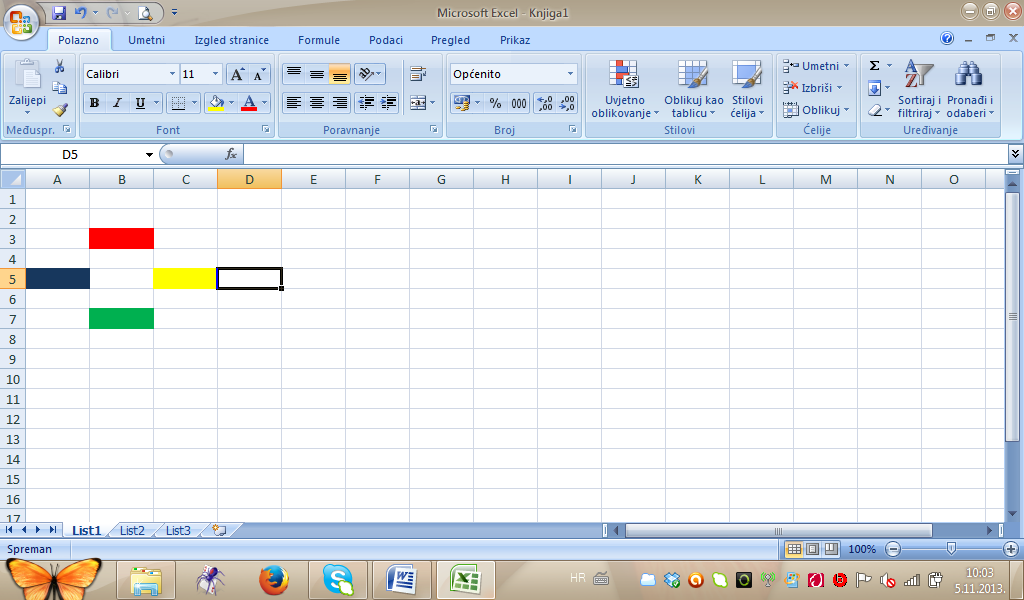 Microsoft Excel - Knjiga1
Polazno Umetni Izgled stranice Formule Podaci Pregled Prikaz
Zalijepi
Calibri 11
A A
B I U A
Općenito
% 000 ,00 ,00
Uvjetno oblikovanje
Oblikuj kao tablicu
Stilovi ćelija
Umetni
Izbriši
Oblikuj
Σ
Sortiraj i filtriraj
Pronađi i odaberi
Međuspr. Font Poravnanje Broj Stilovi Ćelije Uređivanje
D5 fx
A B C D E F G H I J K L M N O
1
2
3
4
5
6
7
8
9
10
11
12
13
14
15
16
17
List1 List2 List3
Spreman 100%
HR 10:03
5.11.2013.